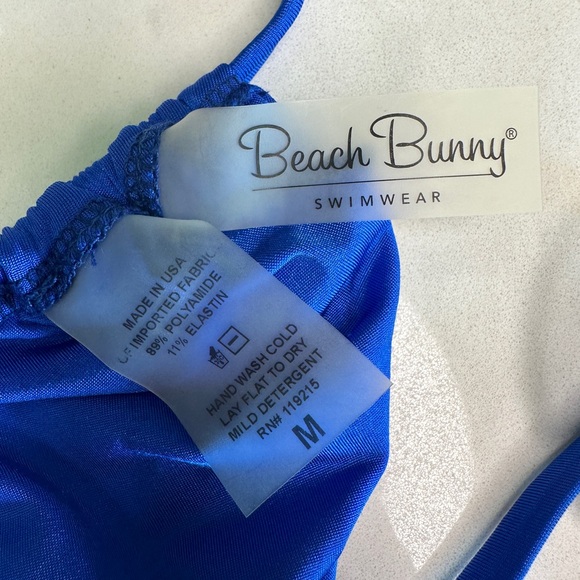 Beach Bunny®
SWIMWEAR
MADE IN USA
OF IMPORTED FABRIC
89% POLYAMIDE
11% ELASTIN
HAND WASH COLD
LAY FLAT TO DRY
MILD DETERGENT
RN# 119215
M